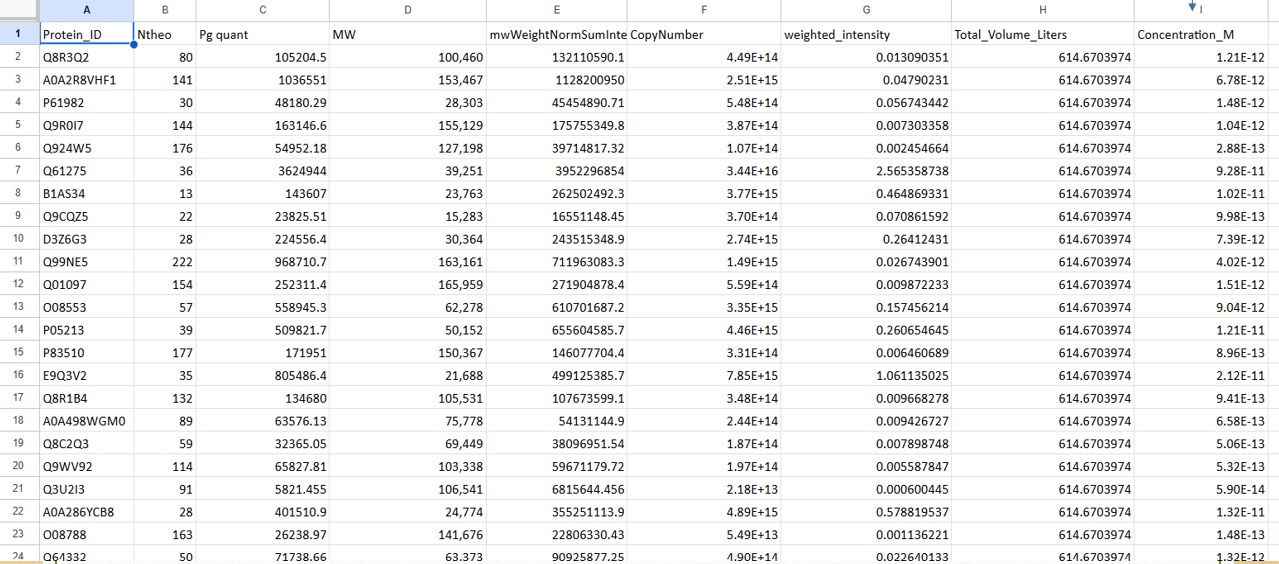 A B C D E F G H I
1 Protein_ID Ntheo Pg quant MW mwWeightNormSumInte CopyNumber weighted_intensity Total_Volume_Liters Concentration_M
2 Q8R3Q2 80 105204.5 100,460 132110590.1 4.49E+14 0.013090351 614.6703974 1.21E-12
3 A0A2R8VHF1 141 1036551 153,467 1128200950 2.51E+15 0.04790231 614.6703974 6.78E-12
4 P61982 30 48180.29 28,303 45454890.71 5.48E+14 0.056743442 614.6703974 1.48E-12
5 Q9R0I7 144 163146.6 155,129 175755349.8 3.87E+14 0.007303358 614.6703974 1.04E-12
6 Q924W5 176 54952.18 127,198 39714817.32 1.07E+14 0.002454664 614.6703974 2.88E-13
7 Q61275 36 3624944 39,251 3952296854 3.44E+16 2.565358738 614.6703974 9.28E-11
8 B1AS34 13 143607 23,763 262502492.3 3.77E+15 0.464869331 614.6703974 1.02E-11
9 Q9CQZ5 22 23825.51 15,283 16551148.45 3.70E+14 0.070861592 614.6703974 9.98E-13
10 D3Z6G3 28 224556.4 30,364 243515348.9 2.74E+15 0.26412431 614.6703974 7.39E-12
11 Q99NE5 222 968710.7 163,161 711963083.3 1.49E+15 0.026743901 614.6703974 4.02E-12
12 Q01097 154 252311.4 165,959 271904878.4 5.59E+14 0.009872233 614.6703974 1.51E-12
13 O08553 57 558945.3 62,278 610701687.2 3.35E+15 0.157456214 614.6703974 9.04E-12
14 P05213 39 509821.7 50,152 655604585.7 4.46E+15 0.260654645 614.6703974 1.21E-11
15 P83510 177 171951 150,367 146077704.4 3.31E+14 0.006460689 614.6703974 8.96E-13
16 E9Q3V2 35 805486.4 21,688 499125385.7 7.85E+15 1.061135025 614.6703974 2.12E-11
17 Q8R1B4 132 134680 105,531 107673599.1 3.48E+14 0.009668278 614.6703974 9.41E-13
18 A0A498WGM0 89 63576.13 75,778 54131144.9 2.44E+14 0.009426727 614.6703974 6.58E-13
19 Q8C2Q3 59 32365.05 69,449 38096951.54 1.87E+14 0.007898748 614.6703974 5.06E-13
20 Q9WV92 114 65827.81 103,338 59671179.72 1.97E+14 0.005587847 614.6703974 5.32E-13
21 Q3U2I3 91 5821.455 106,541 6815644.456 2.18E+13 0.000600445 614.6703974 5.90E-14
22 A0A286YCB8 28 401510.9 24,774 355251113.9 4.89E+15 0.578819537 614.6703974 1.32E-11
23 O08788 163 26238.97 141,676 22806330.43 5.49E+13 0.001136221 614.6703974 1.48E-13
24 Q64332 50 71738.66 63,373 90925877.25 4.90E+14 0.022640133 614.6703974 1.32E-12